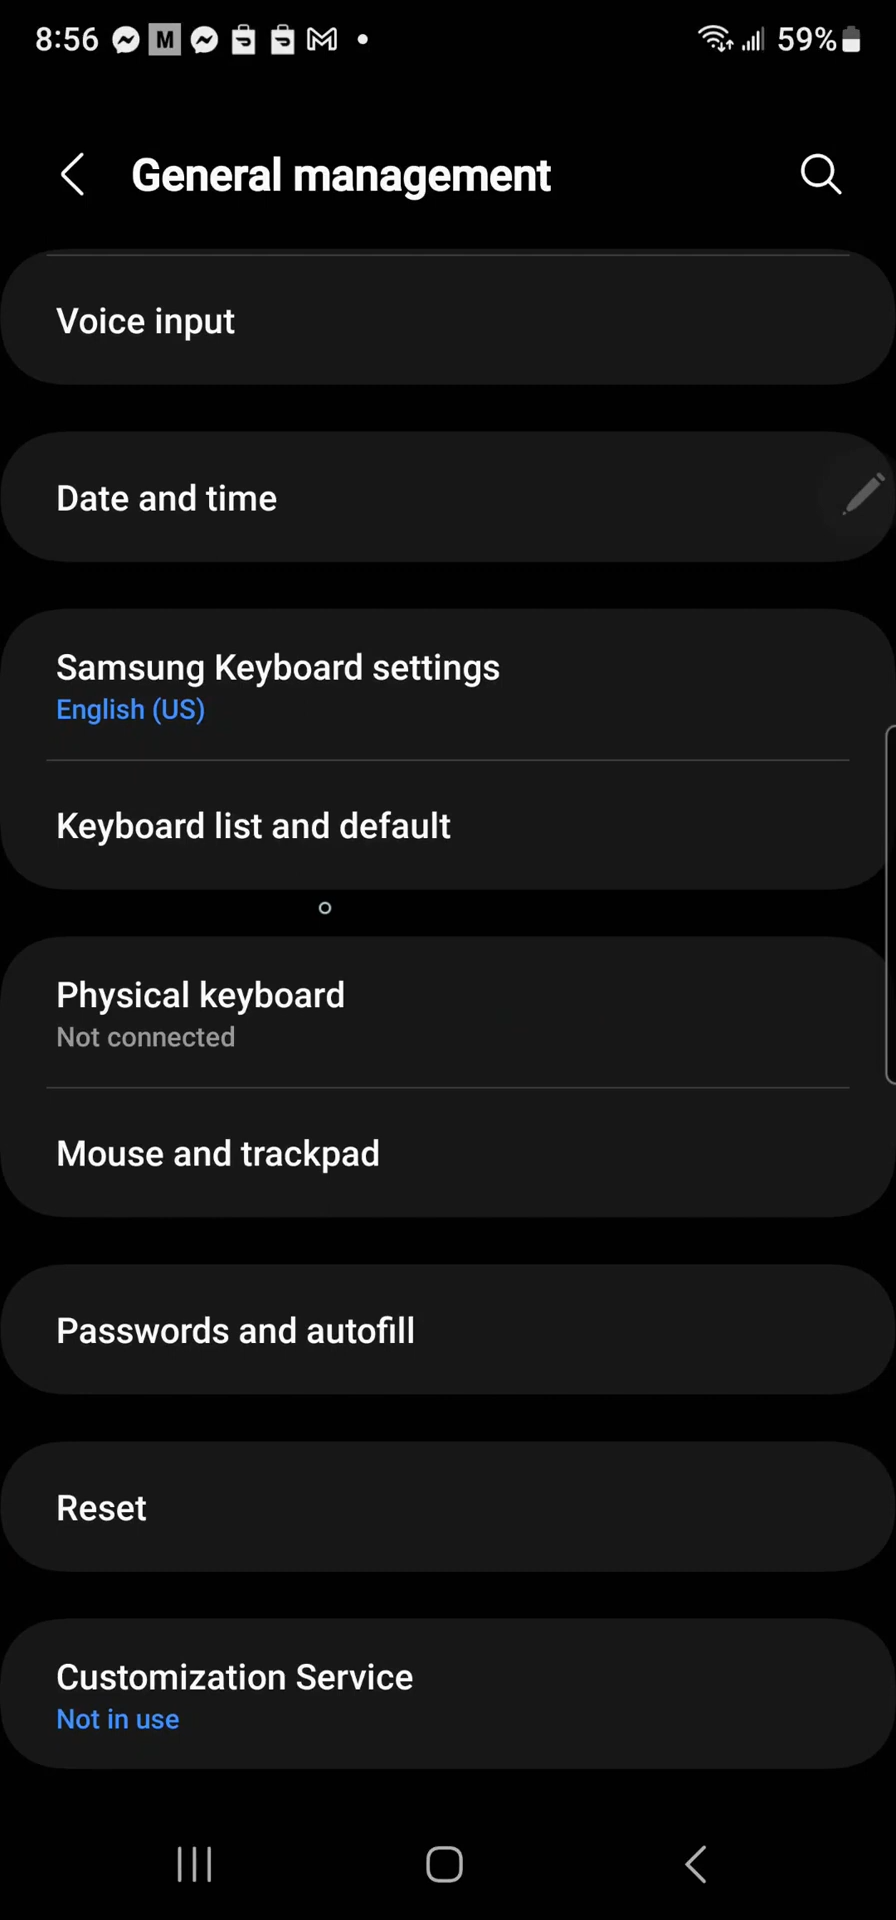 8:56 M 59%
General management
Voice input
Date and time
Samsung Keyboard settings
English (US)
Keyboard list and default
Physical keyboard
Not connected
Mouse and trackpad
Passwords and autofill
Reset
Customization Service
Not in use